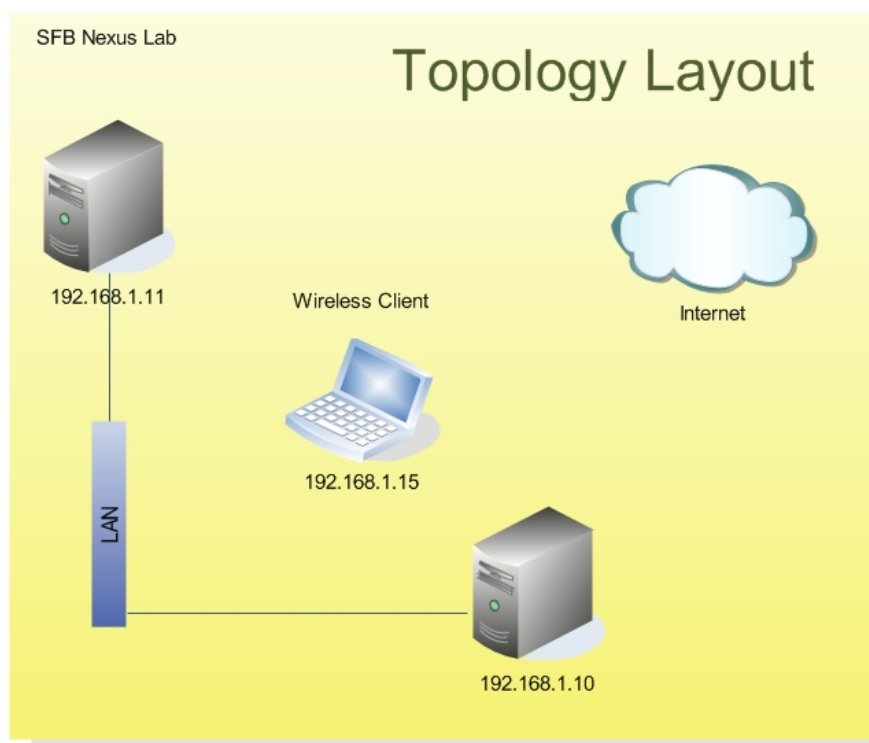 SFB Nexus Lab
Topology Layout
192.168.1.11
Wireless Client
Internet
192.168.1.15
LAN
192.168.1.10